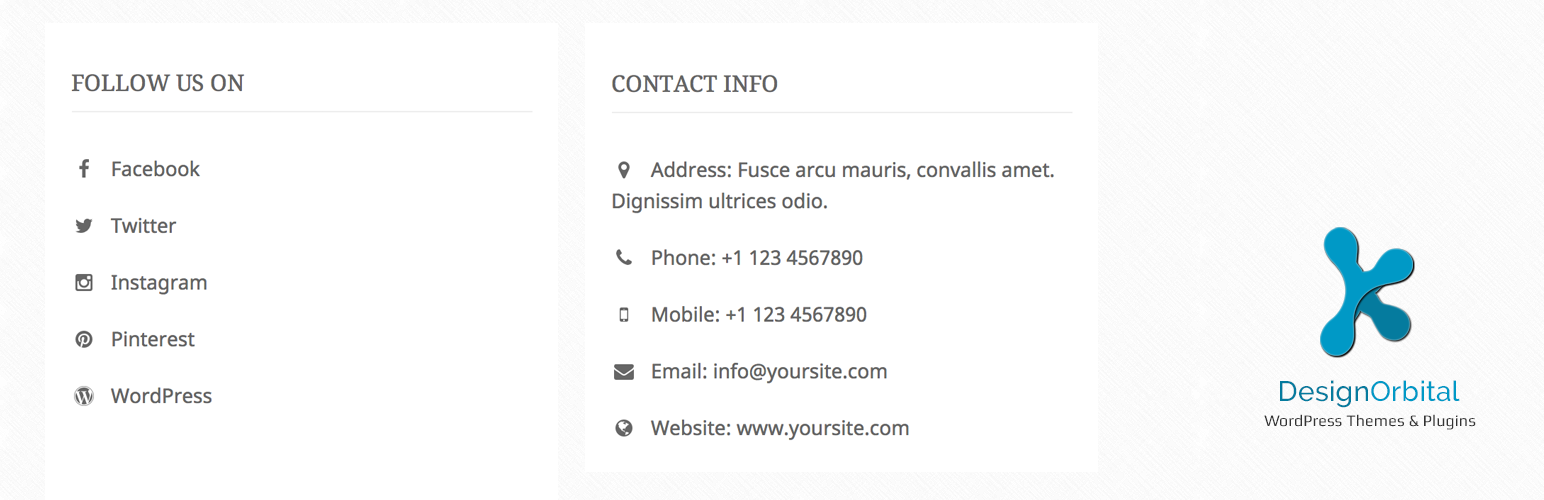 FOLLOW US ON
Facebook
Twitter
Instagram
Pinterest
WordPress
CONTACT INFO
Address: Fusce arcu mauris, convallis amet.
Dignissim ultrices odio.
Phone: +1 123 4567890
Mobile: +1 123 4567890
Email: info@yoursite.com
Website: www.yoursite.com
DesignOrbital
WordPress Themes & Plugins